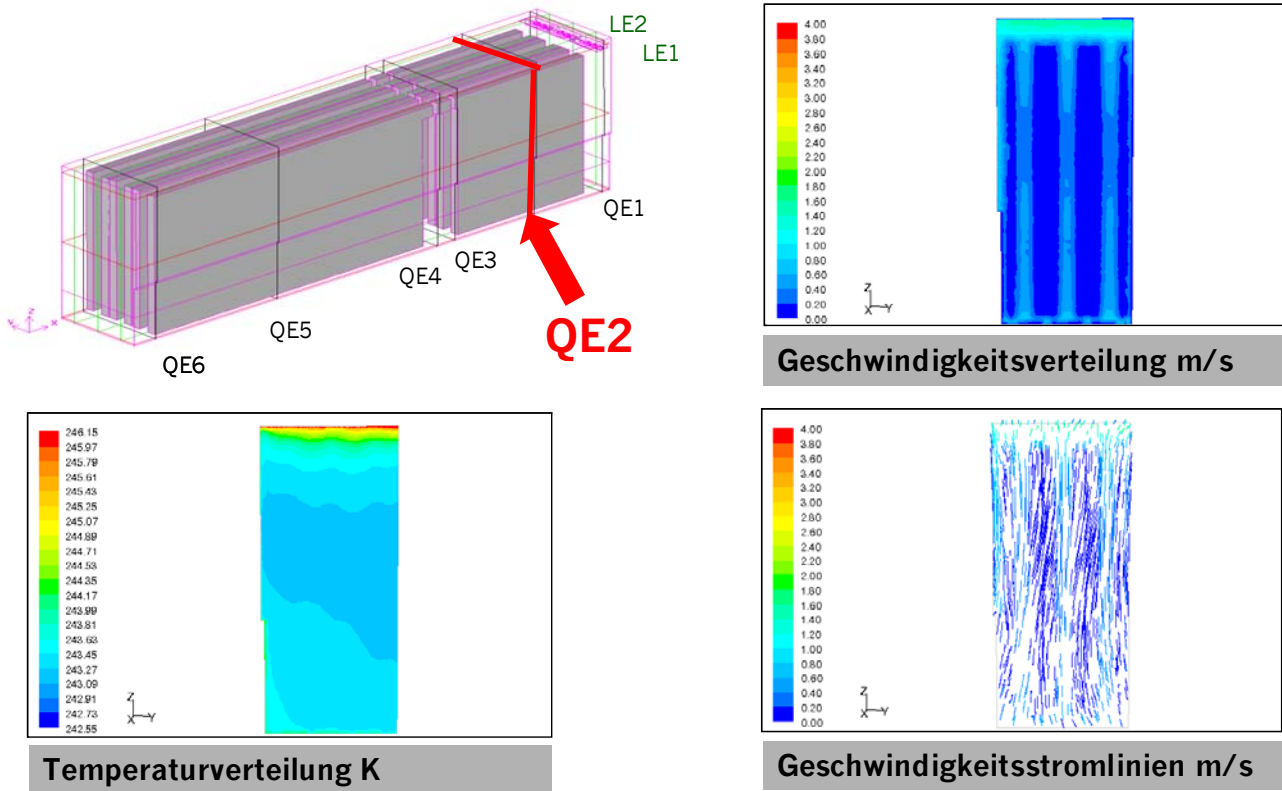 LE2
LE1
QE1
QE3
QE4
QE2
QE5
QE6
Z
Y
X
4.00
3.80
3.60
3.40
3.20
3.00
2.80
2.60
2.40
2.20
2.00
1.80
1.60
1.40
1.20
1.00
0.80
0.60
0.40
0.20
0.00
Z
X
Y
Geschwindigkeitsverteilung m/s
246.15
245.97
245.79
245.61
245.43
245.25
245.07
244.89
244.71
244.53
244.35
244.17
243.99
243.81
243.63
243.45
243.27
243.09
242.91
242.73
242.55
Z
X
Y
Temperaturverteilung K
4.00
3.80
3.60
3.40
3.20
3.00
2.80
2.60
2.40
2.20
2.00
1.80
1.60
1.40
1.20
1.00
0.80
0.60
0.40
0.20
0.00
Z
X
Y
Geschwindigkeitsstromlinien m/s